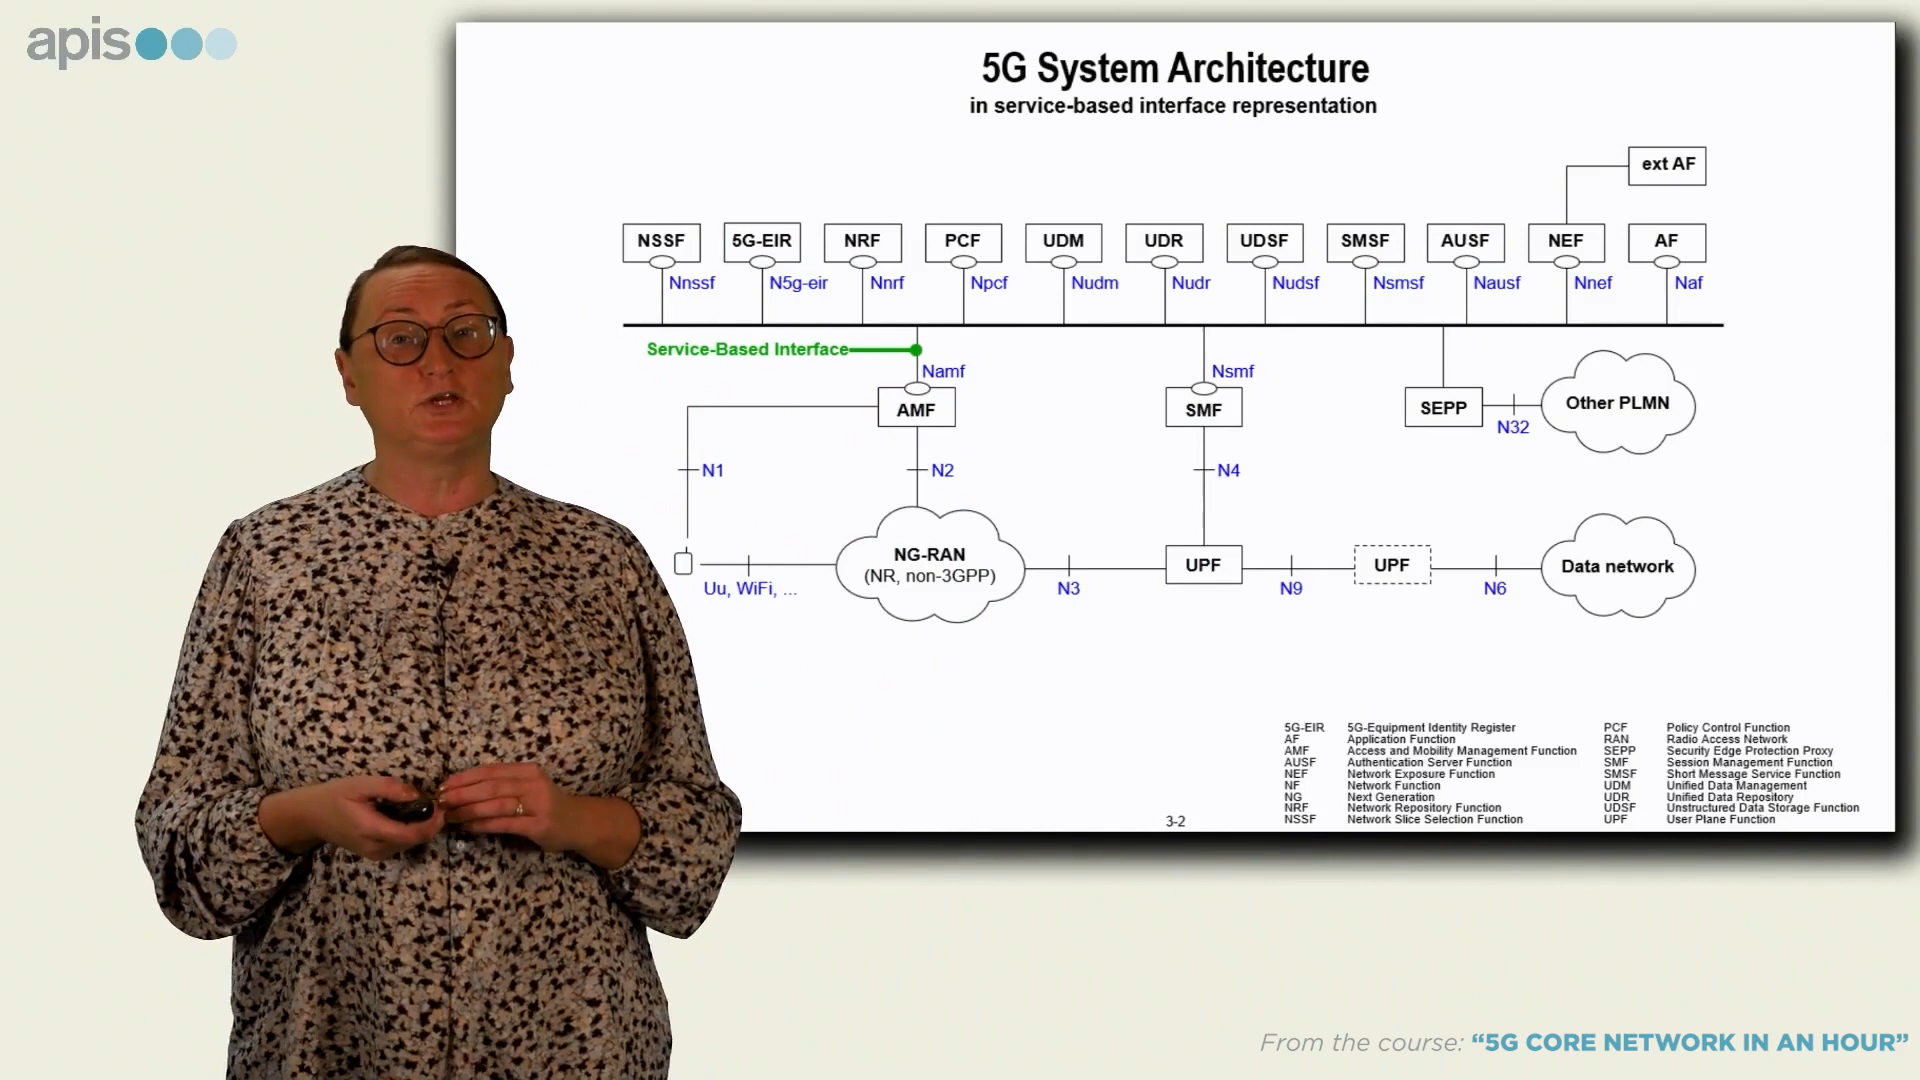 apis
5G System Architecture
in service-based interface representation
ext AF
NSSF 5G-EIR NRF PCF UDM UDR UDSF SMSF AUSF NEF AF
Nnssf N5g-eir Nnrf Npcf Nudm Nudr Nudsf Nsmsf Nausf Nnef Naf
Service-Based Interface
Namf Nsmf
AMF SMF SEPP Other PLMN
N32
N1 N2 N4
NG-RAN
(NR, non-3GPP)
UPF UPF Data network
Uu, WiFi, ... N3 N9 N6
5G-EIR 5G-Equipment Identity Register PCF Policy Control Function
AF Application Function RAN Radio Access Network
AMF Access and Mobility Management Function SEPP Security Edge Protection Proxy
AUSF Authentication Server Function SMF Session Management Function
NEF Network Exposure Function SMSF Short Message Service Function
NF Network Function UDM Unified Data Management
NG Next Generation UDR Unified Data Repository
NRF Network Repository Function UDSF Unstructured Data Storage Function
NSSF Network Slice Selection Function UPF User Plane Function
3-2
From the course: “5G CORE NETWORK IN AN HOUR”